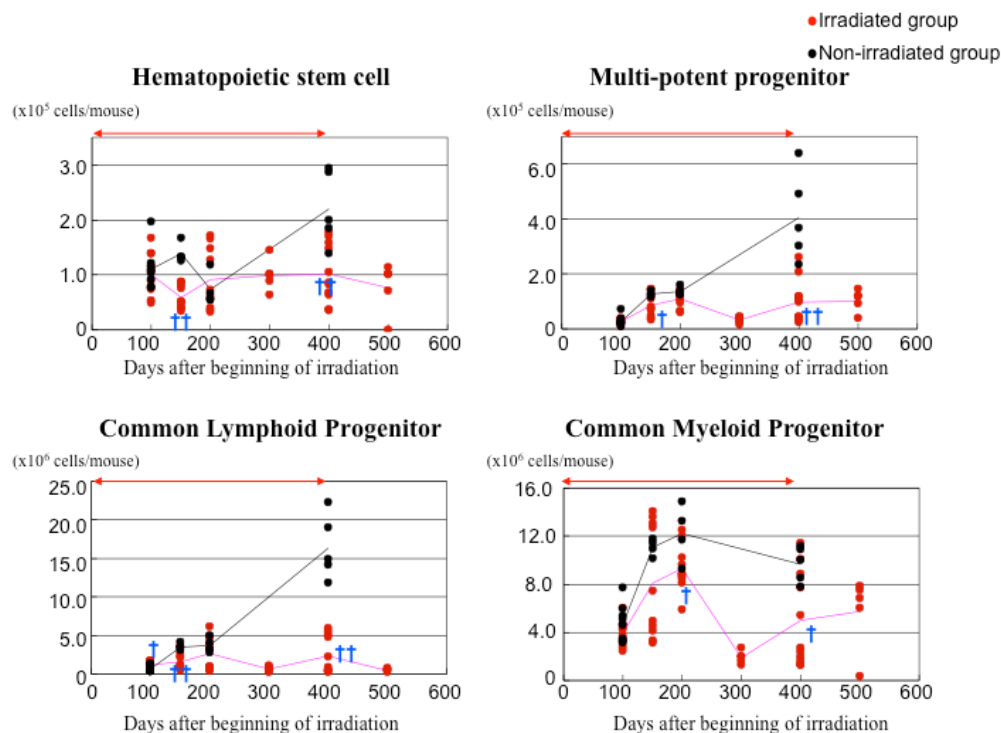 Irradiated group
Non-irradiated group
Hematopoietic stem cell
(x10⁵ cells/mouse)
3.0
2.0
1.0
0
††
††
0 100 200 300 400 500 600
Days after beginning of irradiation
Multi-potent progenitor
(x10⁵ cells/mouse)
6.0
4.0
2.0
0
†
††
0 100 200 300 400 500 600
Days after beginning of irradiation
Common Lymphoid Progenitor
(x10⁶ cells/mouse)
25.0
20.0
15.0
10.0
5.0
0
†
††
††
0 100 200 300 400 500 600
Days after beginning of irradiation
Common Myeloid Progenitor
(x10⁶ cells/mouse)
16.0
12.0
8.0
4.0
0
†
†
0 100 200 300 400 500 600
Days after beginning of irradiation